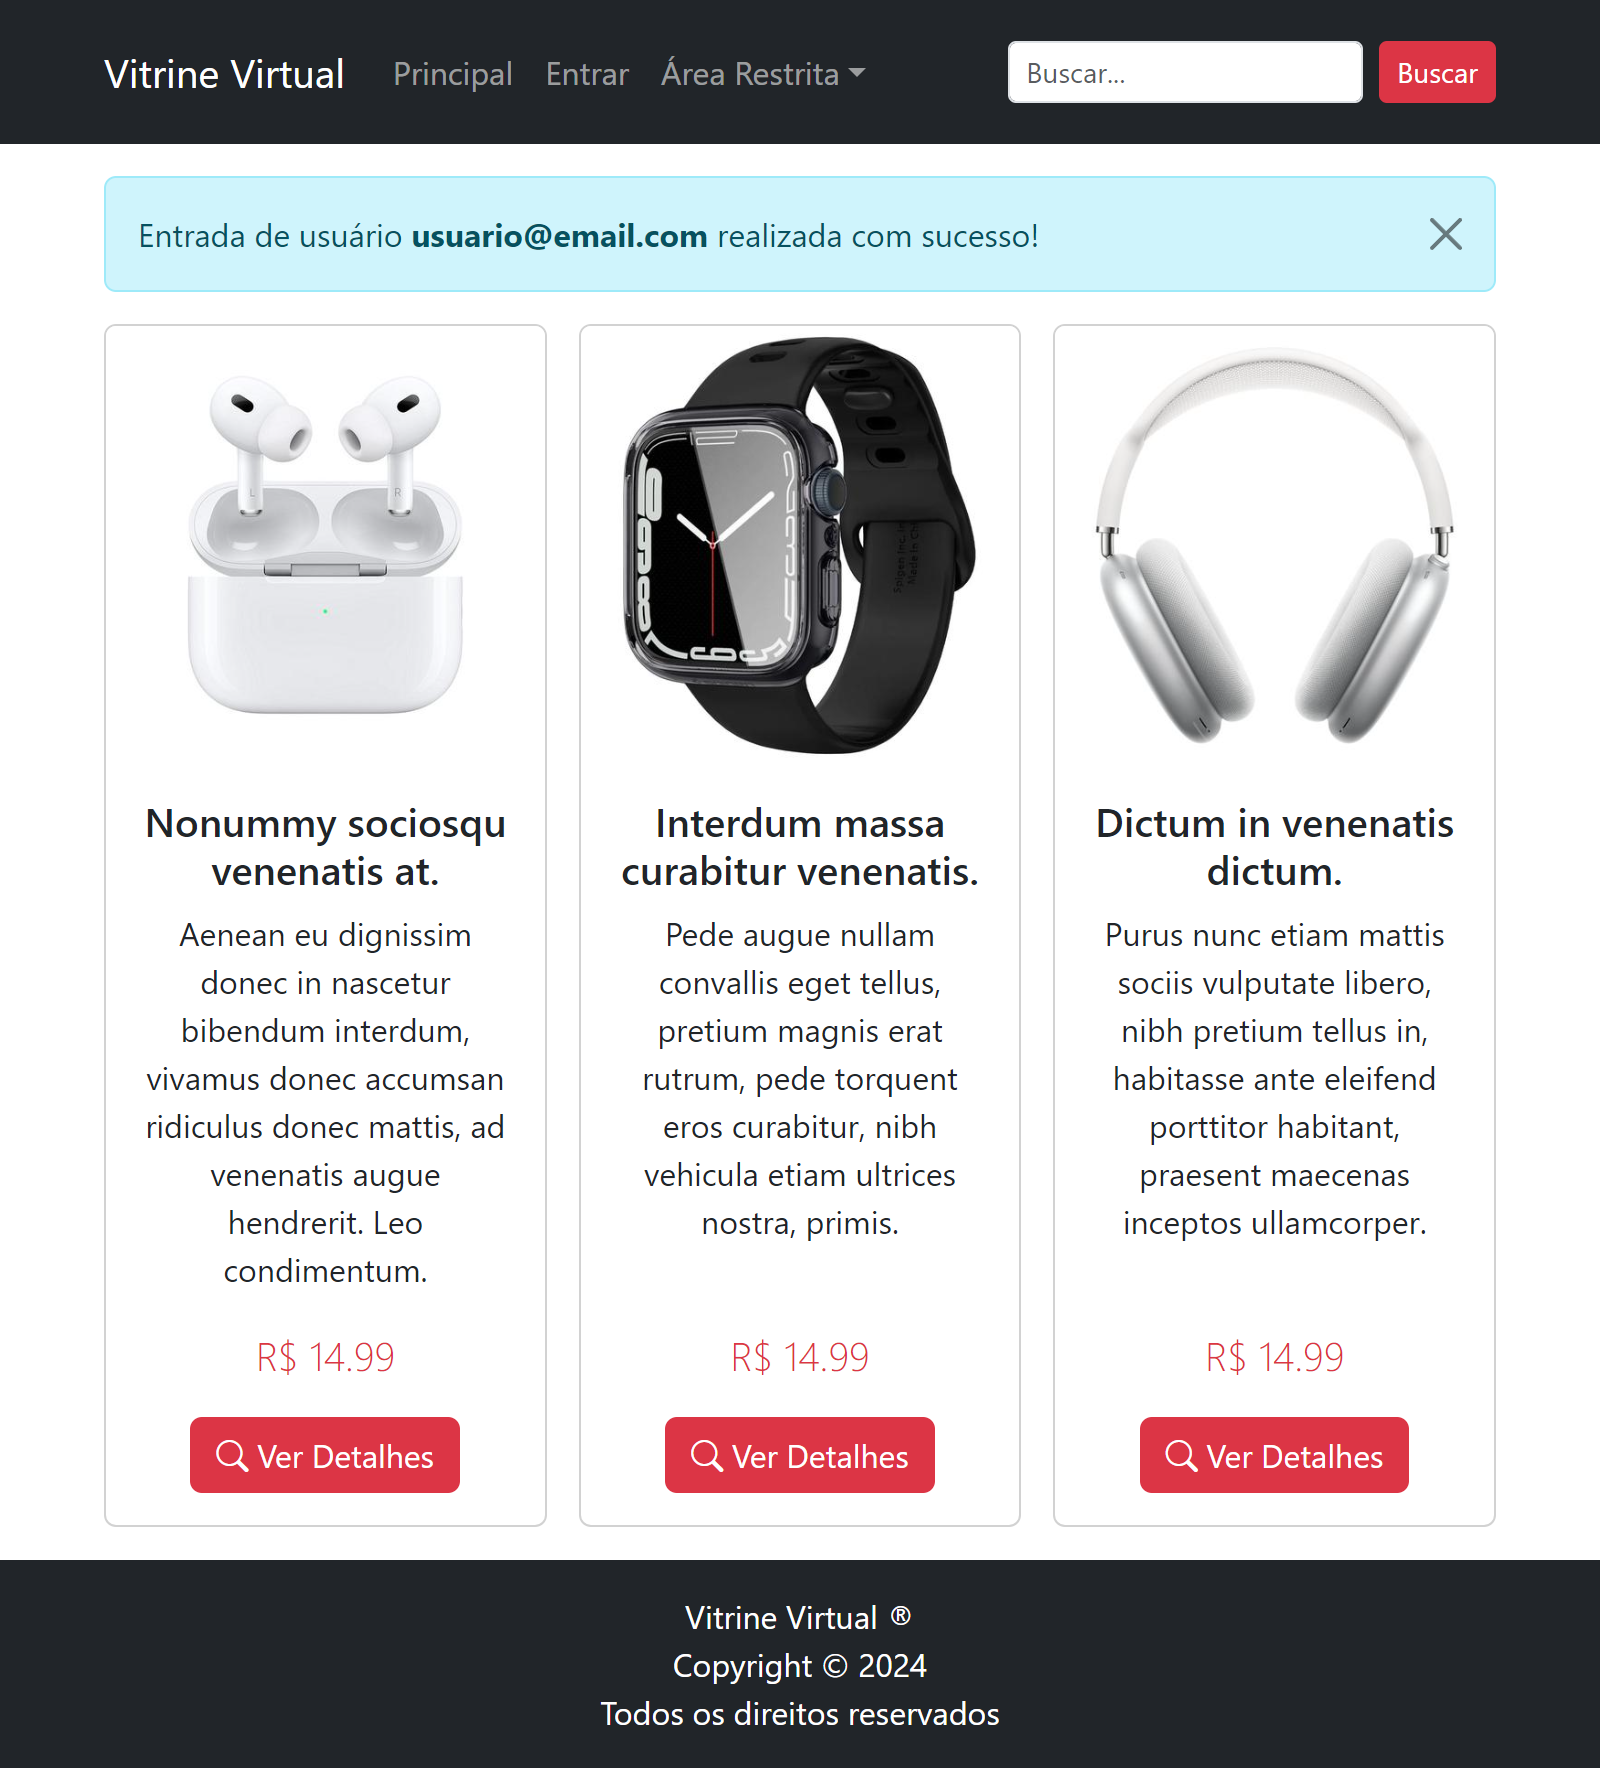 Vitrine Virtual Principal Entrar Área Restrita Buscar... Buscar
Entrada de usuário usuario@email.com realizada com sucesso!
L R
Nonummy sociosqu
venenatis at.
Aenean eu dignissim
donec in nascetur
bibendum interdum,
vivamus donec accumsan
ridiculus donec mattis, ad
venenatis augue
hendrerit. Leo
condimentum.
R$ 14.99
Ver Detalhes
Interdum massa
curabitur venenatis.
Pede augue nullam
convallis eget tellus,
pretium magnis erat
rutrum, pede torquent
eros curabitur, nibh
vehicula etiam ultrices
nostra, primis.
R$ 14.99
Ver Detalhes
Dictum in venenatis
dictum.
Purus nunc etiam mattis
sociis vulputate libero,
nibh pretium tellus in,
habitasse ante eleifend
porttitor habitant,
praesent maecenas
inceptos ullamcorper.
R$ 14.99
Ver Detalhes
Vitrine Virtual ®
Copyright © 2024
Todos os direitos reservados